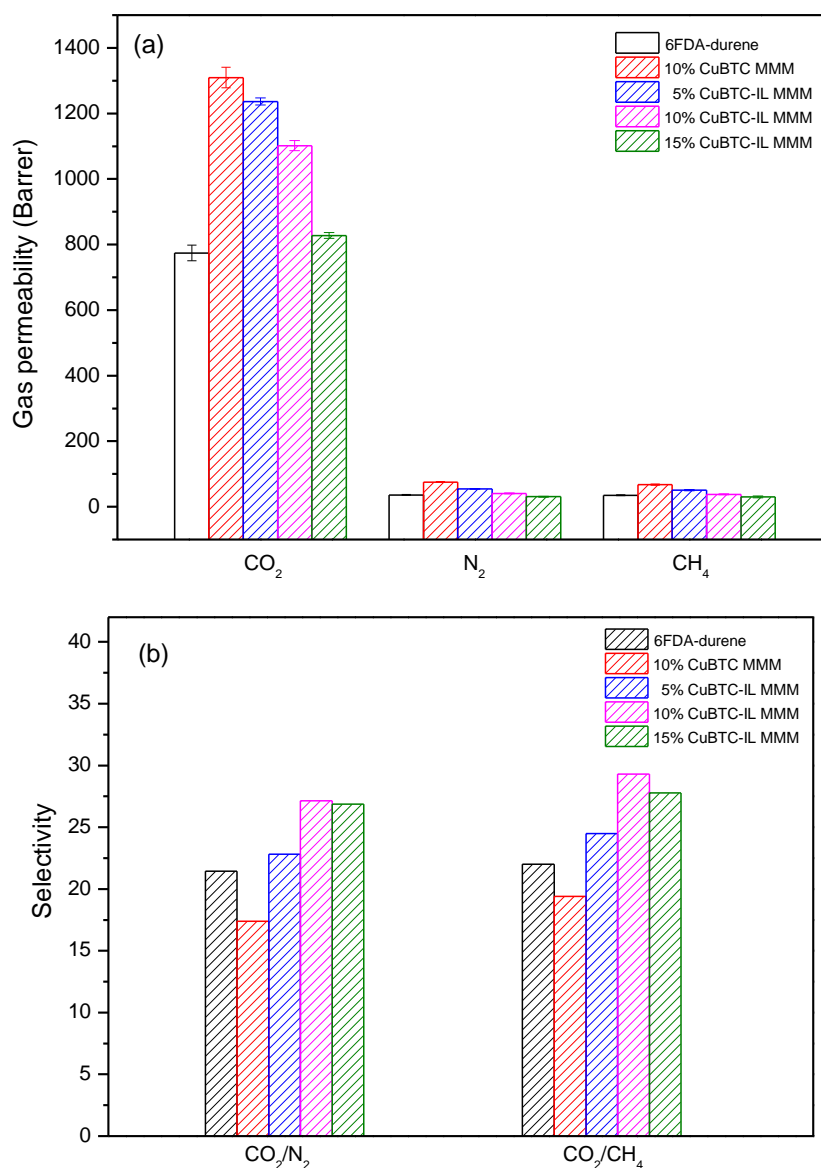 (a)
6FDA-durene
10% CuBTC MMM
5% CuBTC-IL MMM
10% CuBTC-IL MMM
15% CuBTC-IL MMM
Gas permeability (Barrer)
1400
1200
1000
800
600
400
200
0
CO₂ N₂ CH₄
(b)
6FDA-durene
10% CuBTC MMM
5% CuBTC-IL MMM
10% CuBTC-IL MMM
15% CuBTC-IL MMM
Selectivity
40
35
30
25
20
15
10
5
0
CO₂/N₂ CO₂/CH₄